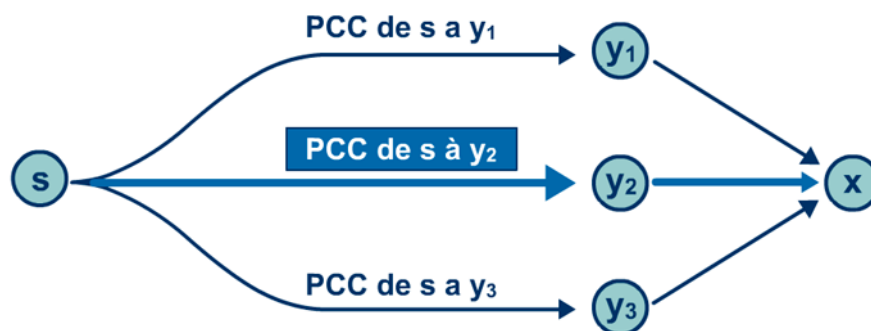 PCC de s a y₁
y₁
PCC de s à y₂
s
y₂
x
PCC de s a y₃
y₃